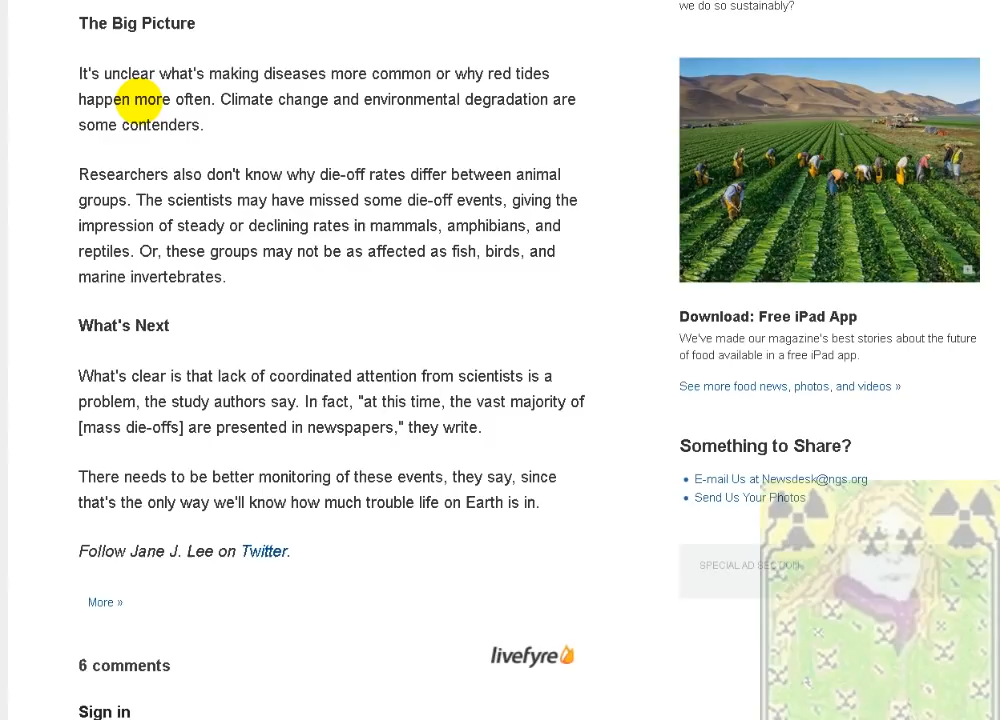 we do so sustainably?
The Big Picture
It's unclear what's making diseases more common or why red tides
happen more often. Climate change and environmental degradation are
some contenders.
Researchers also don't know why die-off rates differ between animal
groups. The scientists may have missed some die-off events, giving the
impression of steady or declining rates in mammals, amphibians, and
reptiles. Or, these groups may not be as affected as fish, birds, and
marine invertebrates.
What's Next
What's clear is that lack of coordinated attention from scientists is a
problem, the study authors say. In fact, "at this time, the vast majority of
[mass die-offs] are presented in newspapers," they write.
There needs to be better monitoring of these events, they say, since
that's the only way we'll know how much trouble life on Earth is in.
Follow Jane J. Lee on Twitter.
More »
6 comments
livefyre
Sign in
Download: Free iPad App
We've made our magazine's best stories about the future
of food available in a free iPad app.
See more food news, photos, and videos »
Something to Share?
• E-mail Us at Newsdesk@ngs.org
• Send Us Your Photos
SPECIAL AD SECTION